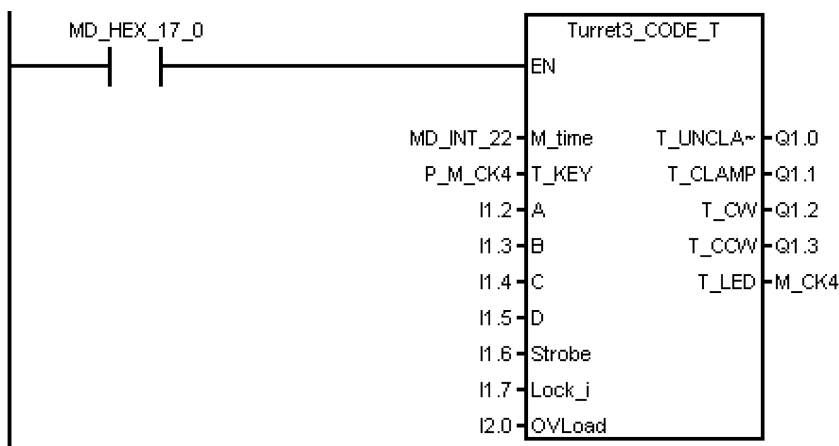 MD_HEX_17_0 Turret3_CODE_T
EN
MD_INT_22 M_time T_UNCLA~ Q1.0
P_M_CK4 T_KEY T_CLAMP Q1.1
I1.2 A T_CW Q1.2
I1.3 B T_CCW Q1.3
I1.4 C T_LED M_CK4
I1.5 D
I1.6 Strobe
I1.7 Lock_i
I2.0 OVLoad